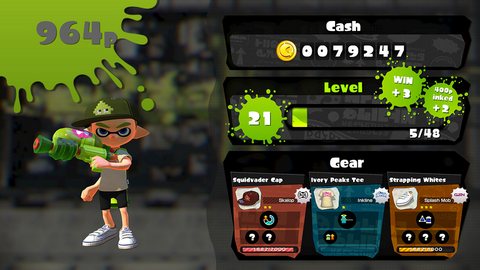 964p
Cash
0079247
Level
WIN
+3
400p
inked
+2
21
5/48
Gear
Squidvader Cap
Ivory Peaks Tee
Strapping Whites
Skalop
Inkline
Splash Mob
? ?
? ? ?